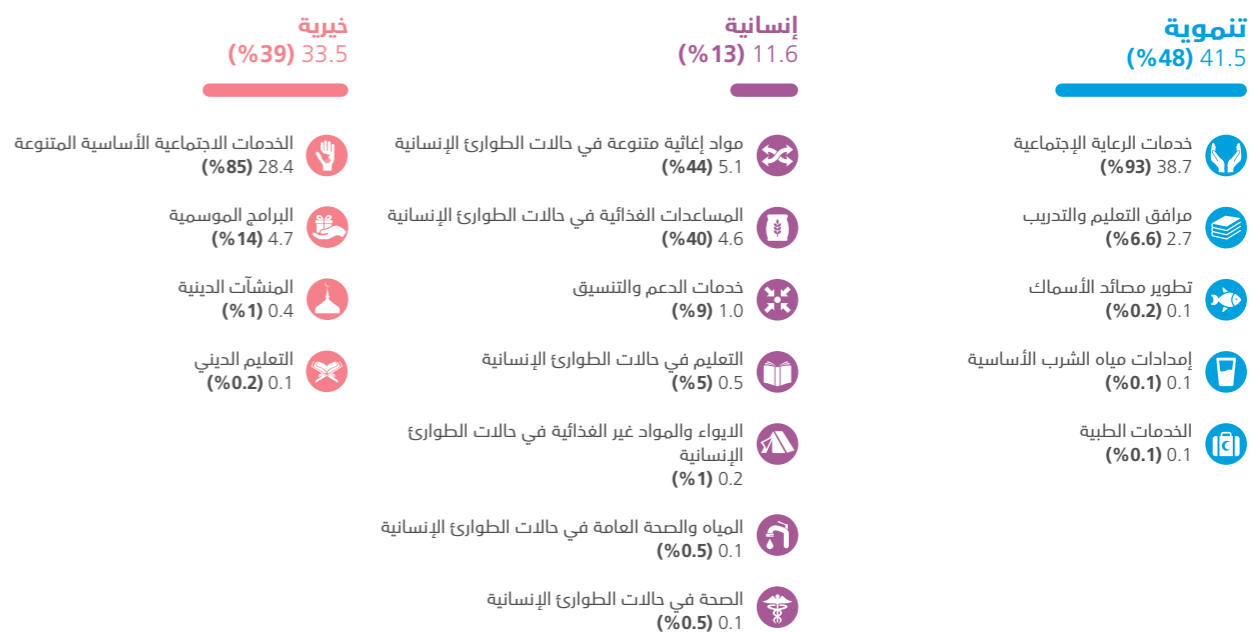 تنموية
41.5 (48%)
خدمات الرعاية الإجتماعية
38.7 (93%)
مرافق التعليم والتدريب
2.7 (6.6%)
تطوير مصائد الأسماك
0.1 (0.2%)
إمدادات مياه الشرب الأساسية
0.1 (0.1%)
الخدمات الطبية
0.1 (0.1%)
إنسانية
11.6 (13%)
مواد إغاثية متنوعة في حالات الطوارئ الإنسانية
5.1 (44%)
المساعدات الغذائية في حالات الطوارئ الإنسانية
4.6 (40%)
خدمات الدعم والتنسيق
1.0 (9%)
التعليم في حالات الطوارئ الإنسانية
0.5 (5%)
الايواء والمواد غير الغذائية في حالات الطوارئ
الإنسانية
0.2 (1%)
المياه والصحة العامة في حالات الطوارئ الإنسانية
0.1 (0.5%)
الصحة في حالات الطوارئ الإنسانية
0.1 (0.5%)
خيرية
33.5 (39%)
الخدمات الاجتماعية الأساسية المتنوعة
28.4 (85%)
البرامج الموسمية
4.7 (14%)
المنشآت الدينية
0.4 (1%)
التعليم الديني
0.1 (0.2%)